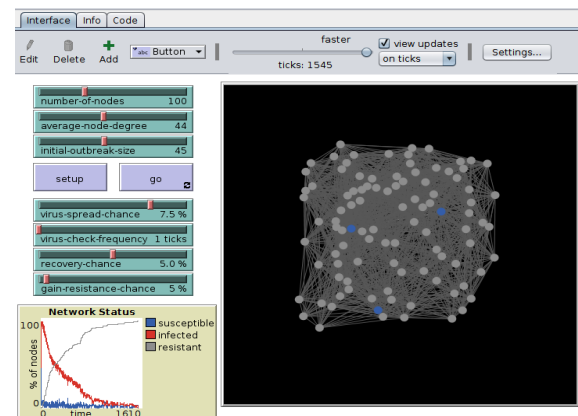 Interface Info Code
Edit Delete Add abc Button faster view updates on ticks Settings...
ticks: 1545
number-of-nodes 100
average-node-degree 44
initial-outbreak-size 45
setup go
virus-spread-chance 7.5 %
virus-check-frequency 1 ticks
recovery-chance 5.0 %
gain-resistance-chance 5 %
Network Status
100
% of nodes
0
0 time 1610
susceptible
infected
resistant